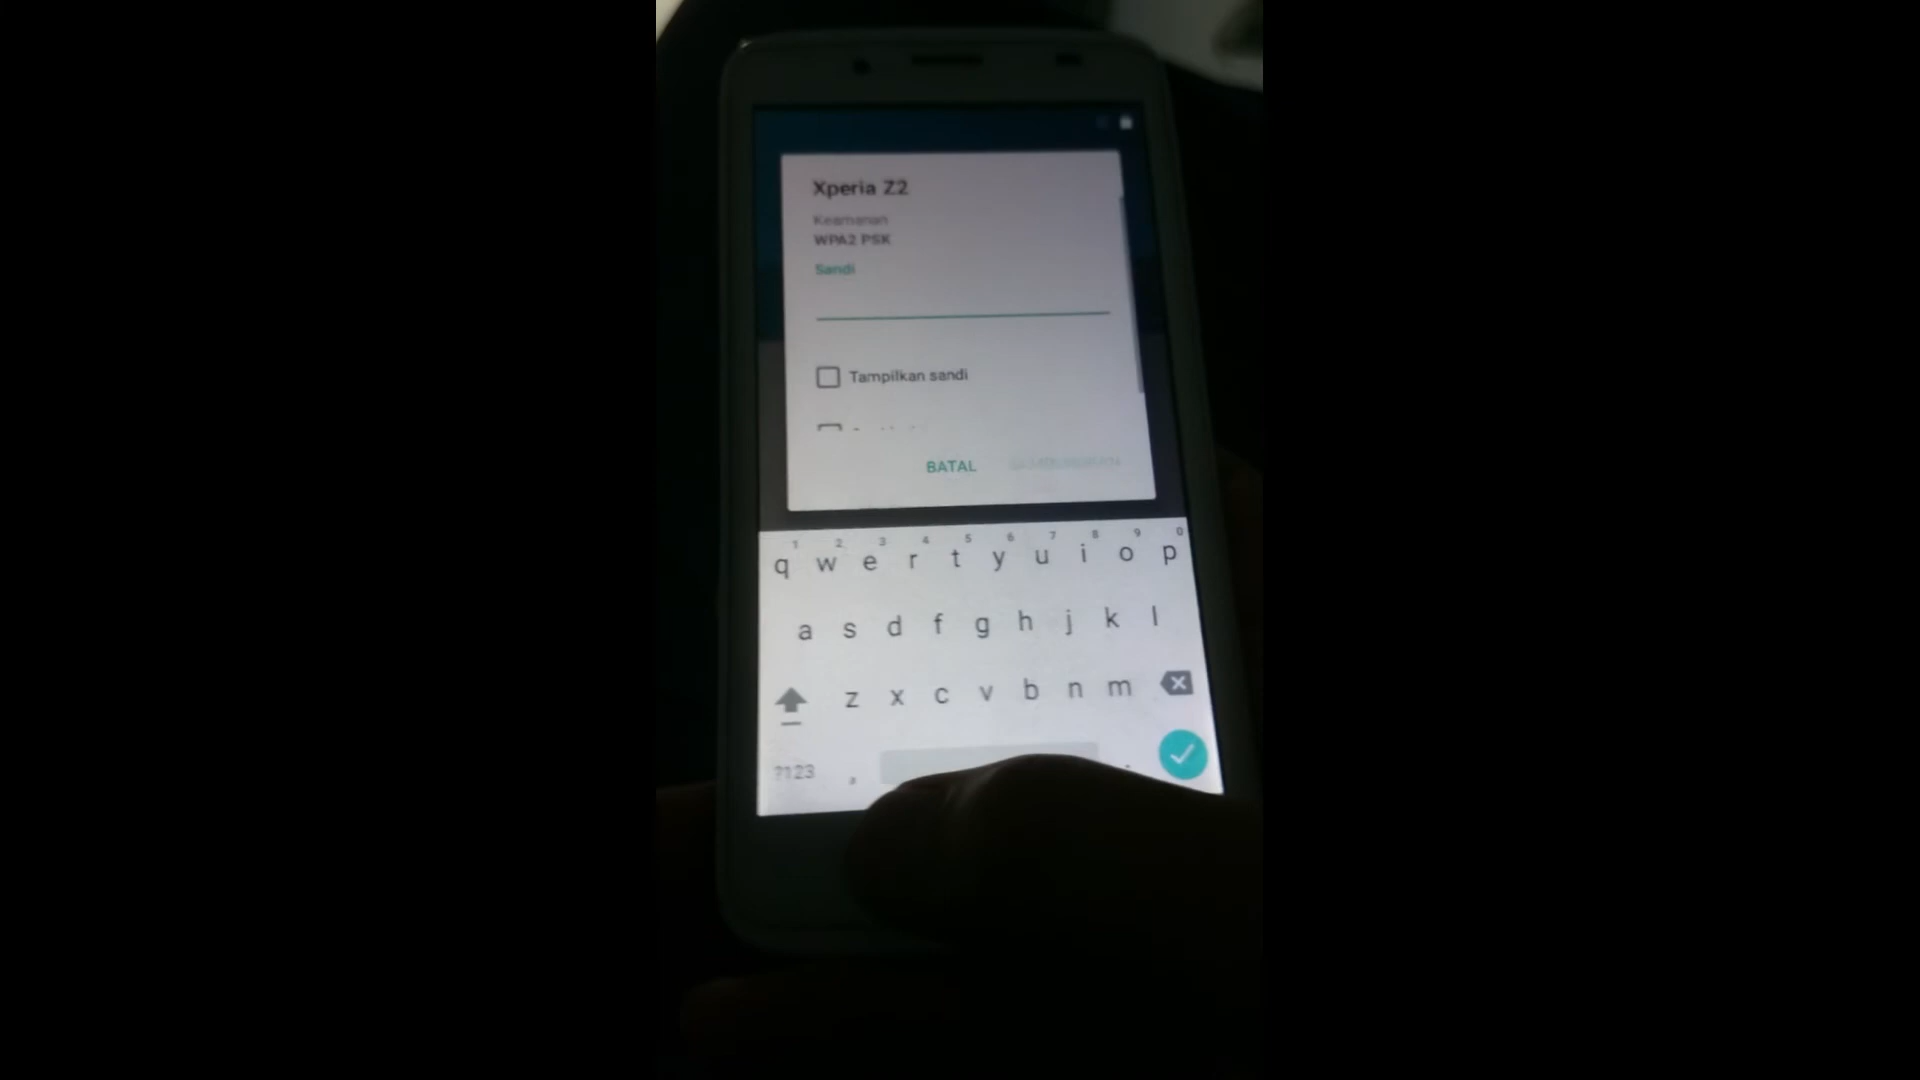 Xperia Z2
Keamanan
WPA2 PSK
Sandi
Tampilkan sandi
BATAL
1 2 3 4 5 6 7 8 9 0
q w e r t y u i o p
a s d f g h j k l
z x c v b n m
?123 , .